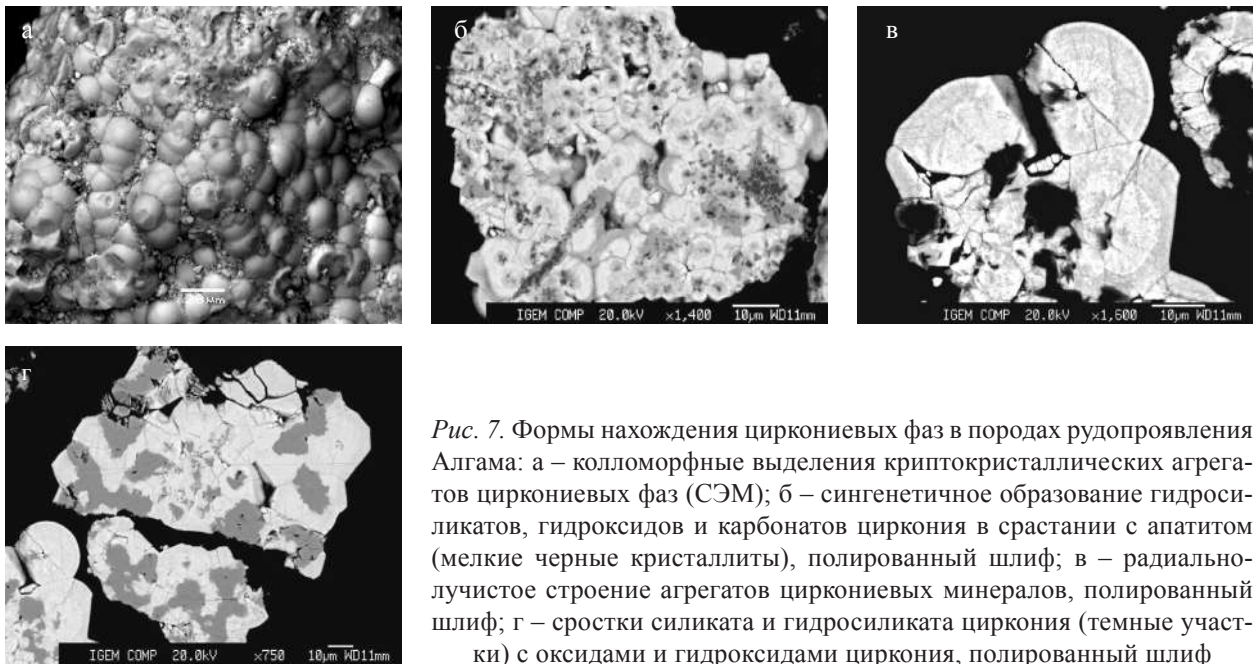 а
б
в
IGEM COMP 20.0kV ×1,400 10µm WD11mm
IGEM COMP 20.0kV ×1,500 10µm WD11mm
г
IGEM COMP 20.0kV ×750 10µm WD11mm
Рис. 7. Формы нахождения циркониевых фаз в породах рудопроявления
Алгама: а – колломорфные выделения криптокристаллических агрега-
тов циркониевых фаз (СЭМ); б – сингенетичное образование гидроси-
ликатов, гидроксидов и карбонатов циркония в срастании с апатитом
(мелкие черные кристаллиты), полированный шлиф; в – радиально-
лучистое строение агрегатов циркониевых минералов, полированный
шлиф; г – сростки силиката и гидросиликата циркония (темные участ-
ки) с оксидами и гидроксидами циркония, полированный шлиф